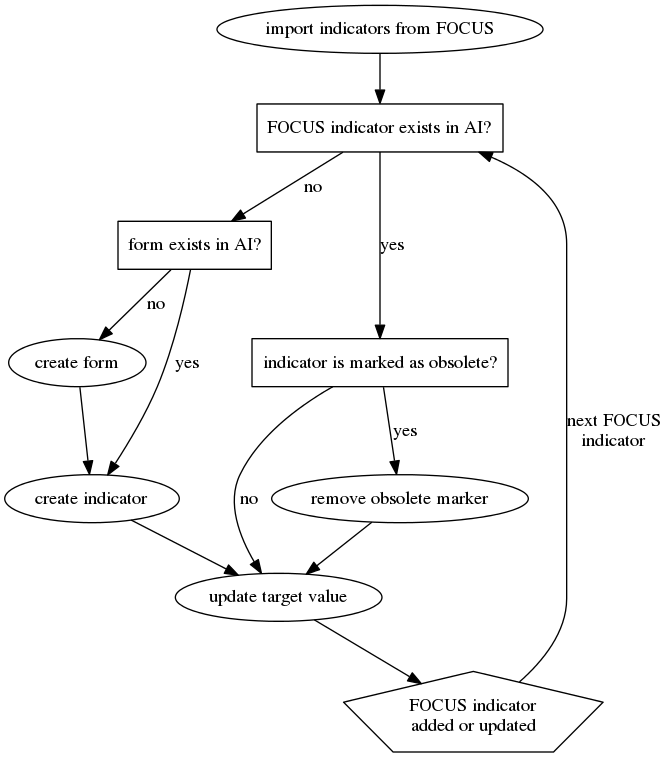 import indicators from FOCUS
FOCUS indicator exists in AI?
no
form exists in AI?
yes
no
indicator is marked as obsolete?
create form
yes
next FOCUS
indicator
yes
no
create indicator
remove obsolete marker
update target value
FOCUS indicator
added or updated